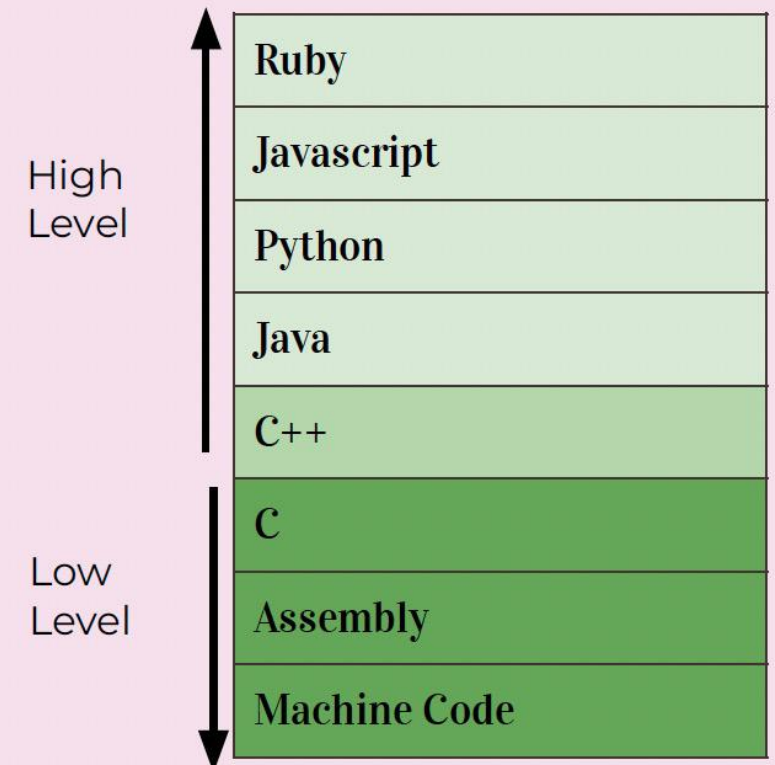 High
Level
Ruby
Javascript
Python
Java
C++
Low
Level
C
Assembly
Machine Code